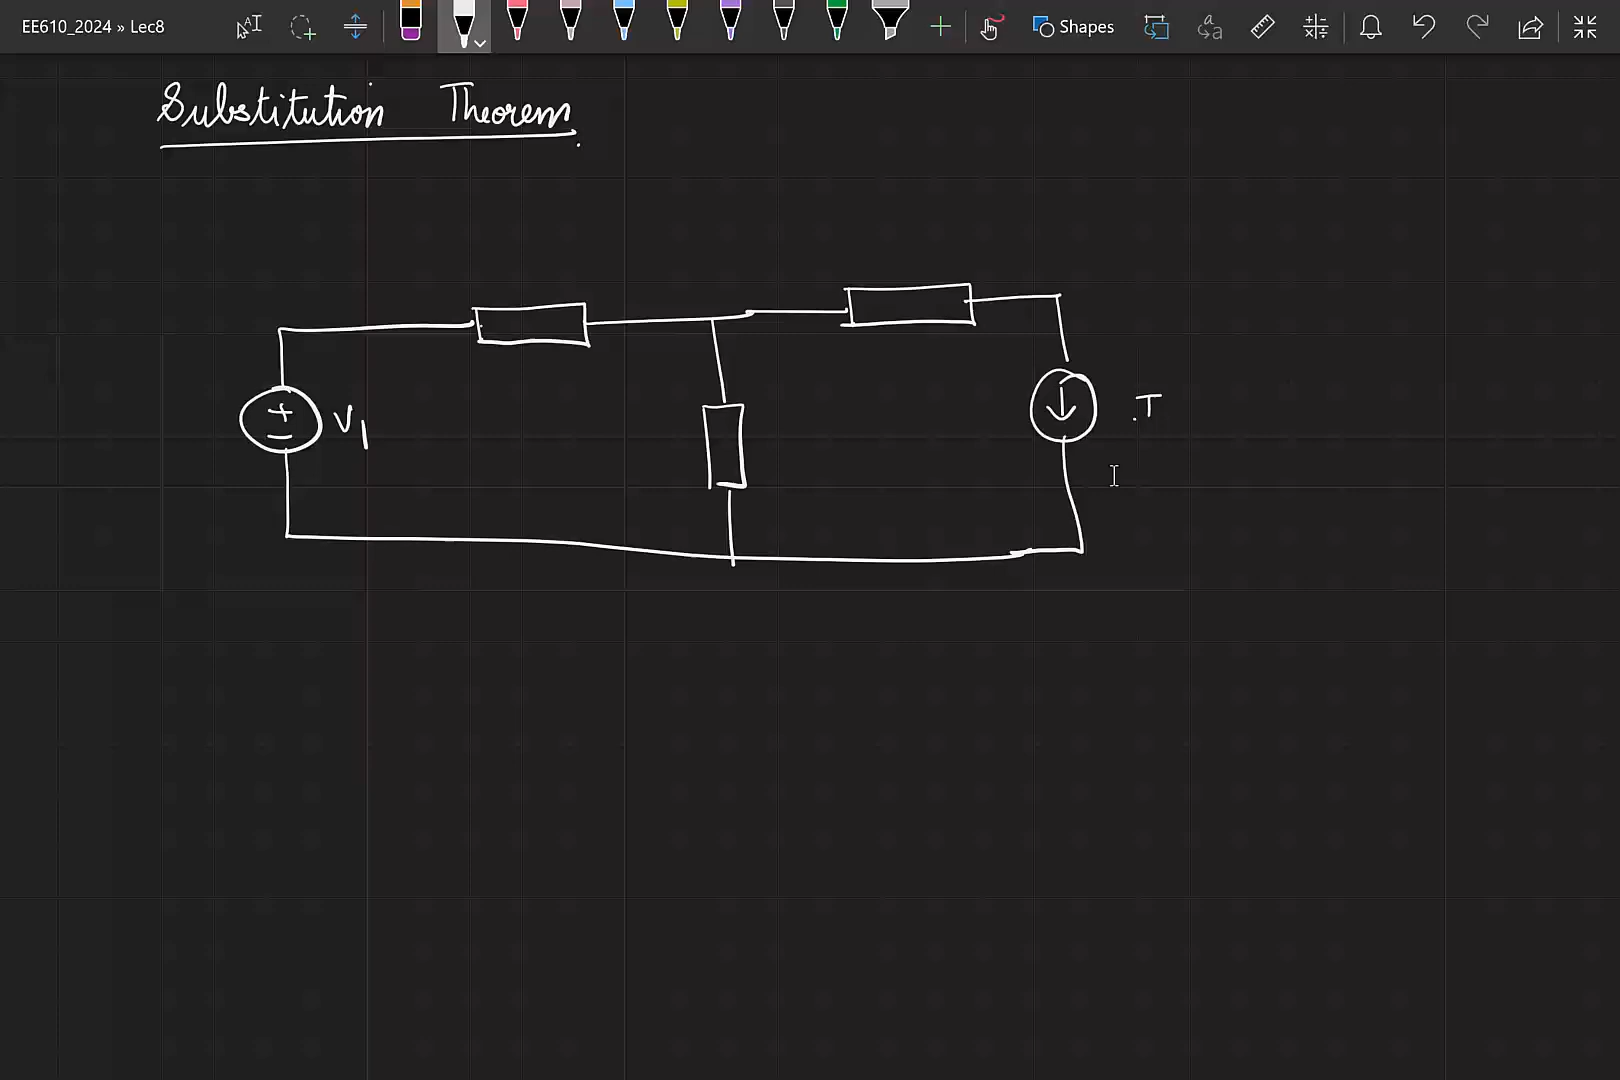 EE610_2024 » Lec8
Shapes
Substitution Theorem
+
V1
-
.T